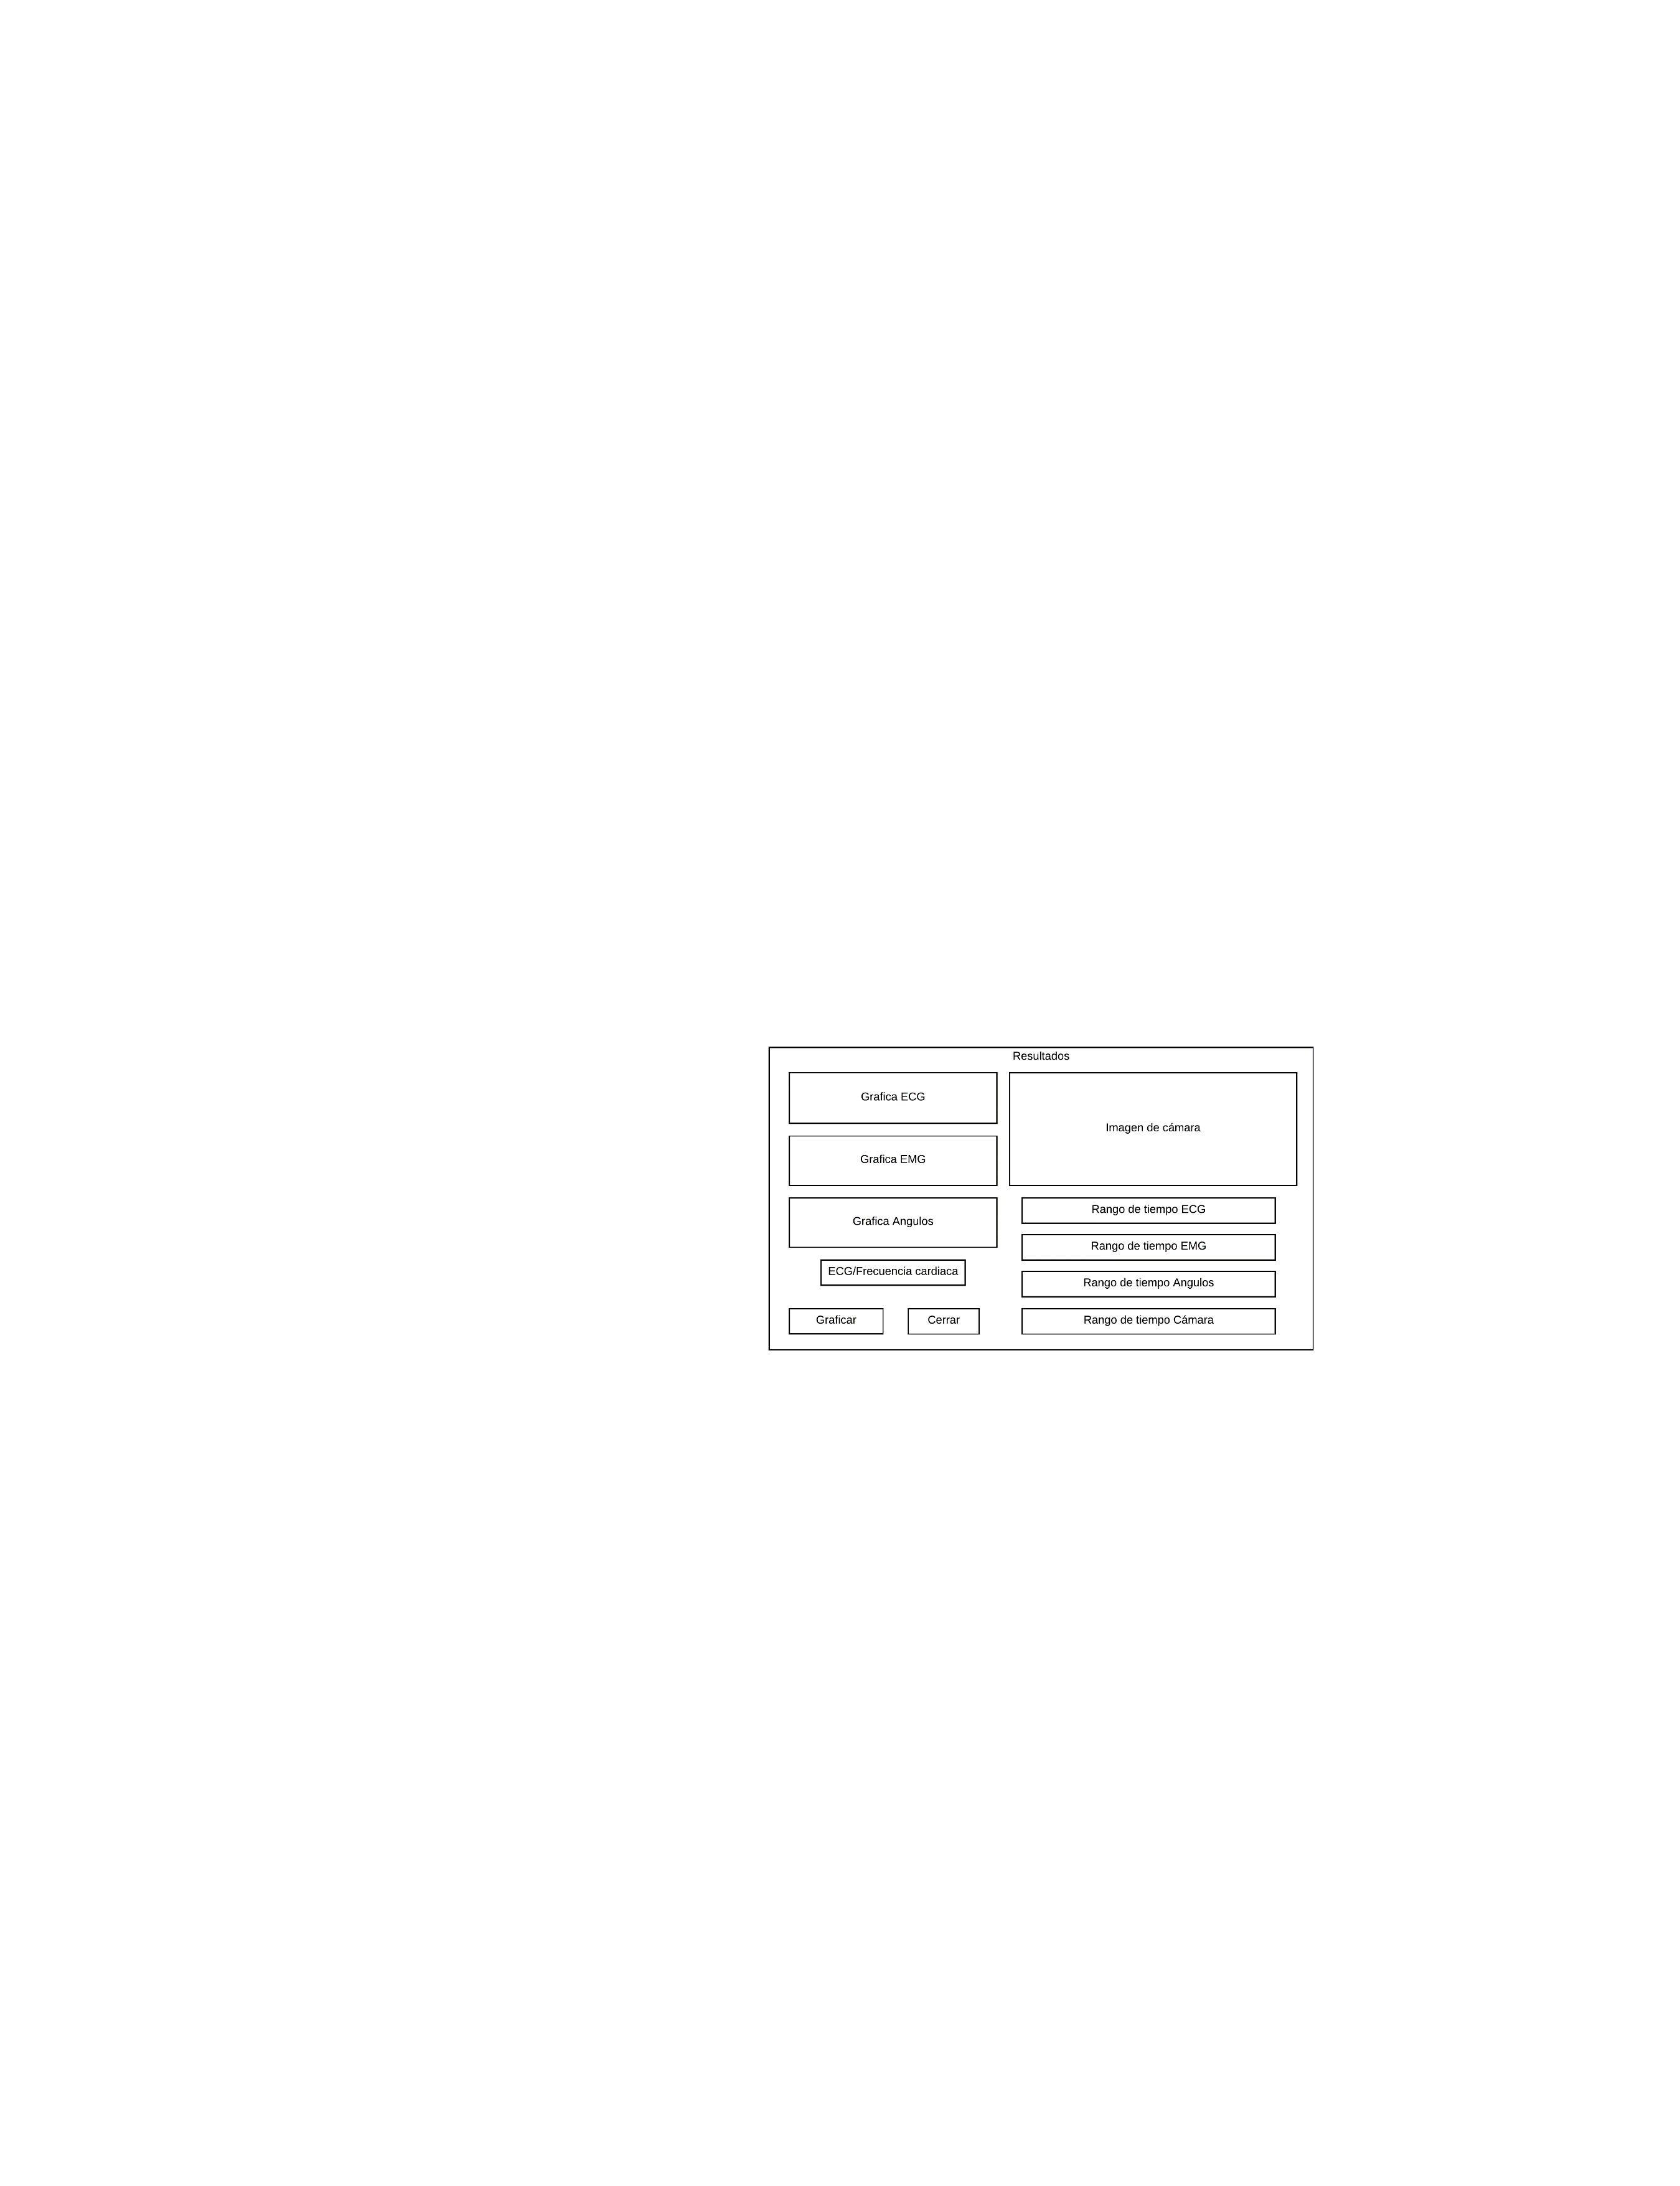 Resultados
Grafica ECG
Imagen de cámara
Grafica EMG
Grafica Angulos
Rango de tiempo ECG
Rango de tiempo EMG
ECG/Frecuencia cardiaca
Rango de tiempo Angulos
Graficar
Cerrar
Rango de tiempo Cámara